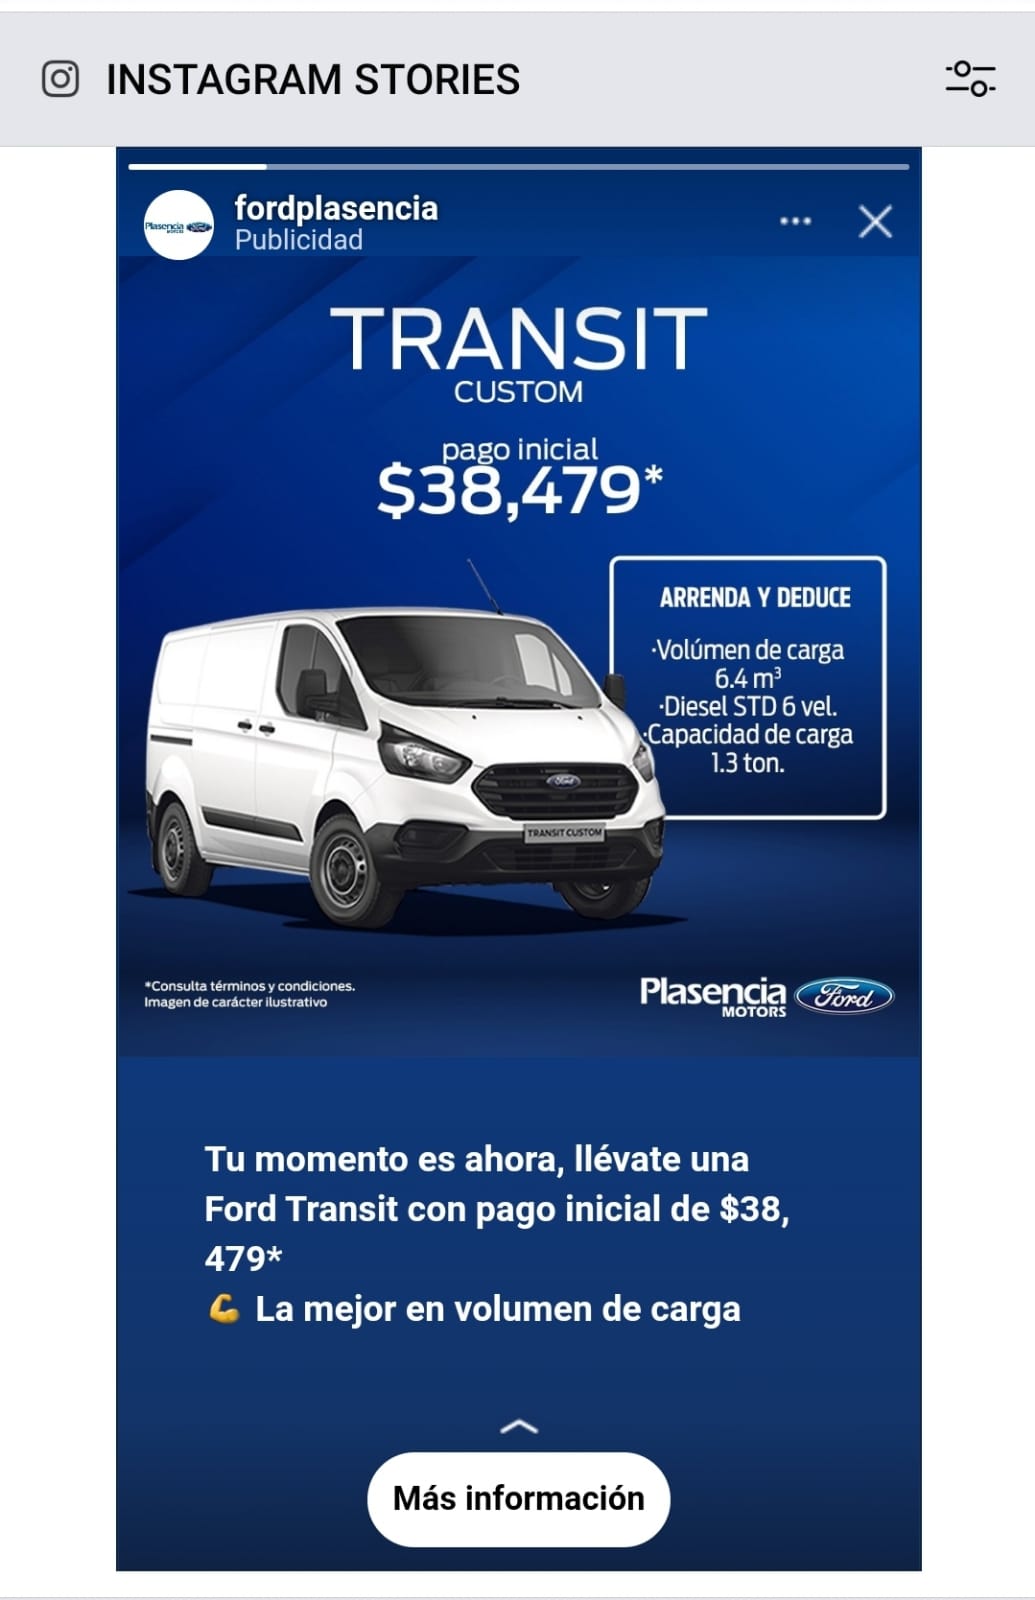 INSTAGRAM STORIES
fordplasencia
Publicidad
Plasencia
MOTORS
TRANSIT
CUSTOM
pago inicial
$38,479*
ARRENDA Y DEDUCE
·Volúmen de carga
6.4 m³
·Diesel STD 6 vel.
·Capacidad de carga
1.3 ton.
Ford
TRANSIT CUSTOM
*Consulta términos y condiciones.
Imagen de carácter ilustrativo
Plasencia
MOTORS
Ford
Tu momento es ahora, llévate una
Ford Transit con pago inicial de $38,
479*
💪 La mejor en volumen de carga
Más información